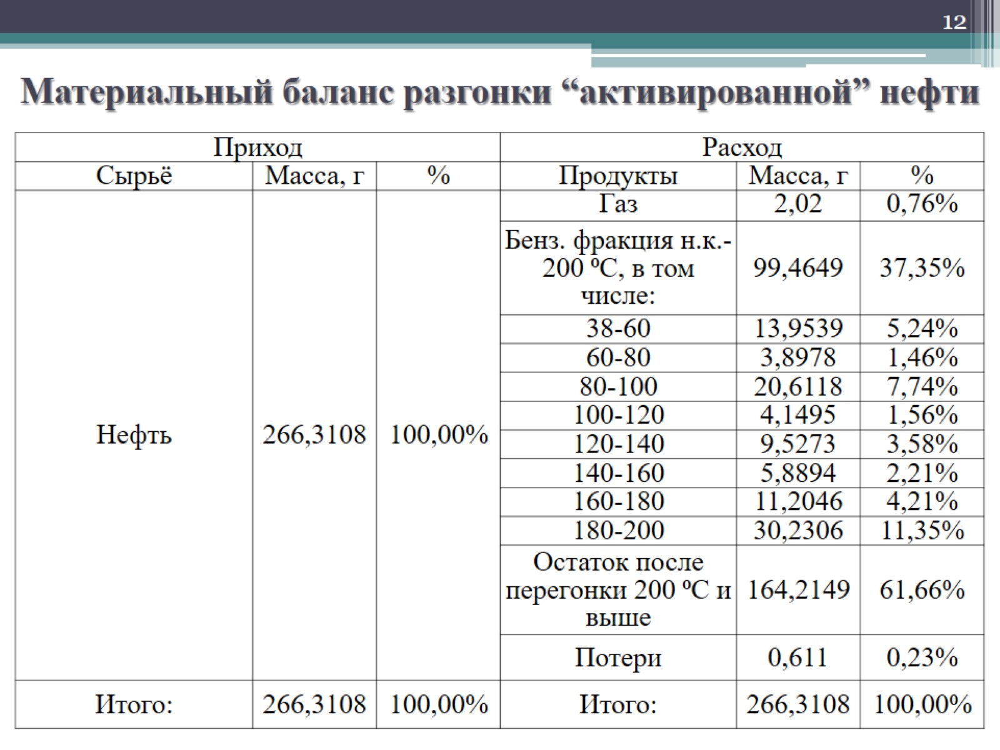 12
Материальный баланс разгонки “активированной” нефти
Приход Расход
Сырьё Масса, г % Продукты Масса, г %
Газ 2,02 0,76%
Бенз. фракция н.к.-
200 ⁰С, в том
числе:
99,4649 37,35%
38-60 13,9539 5,24%
60-80 3,8978 1,46%
80-100 20,6118 7,74%
100-120 4,1495 1,56%
Нефть 266,3108 100,00%
120-140 9,5273 3,58%
140-160 5,8894 2,21%
160-180 11,2046 4,21%
180-200 30,2306 11,35%
Остаток после
перегонки 200 ⁰С и
выше
164,2149 61,66%
Потери 0,611 0,23%
Итого: 266,3108 100,00% Итого: 266,3108 100,00%